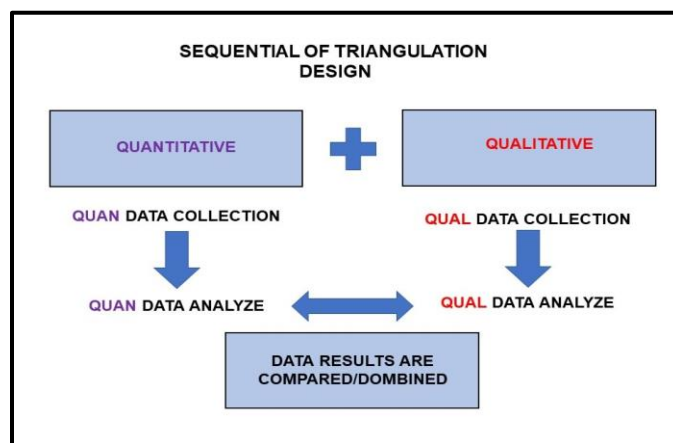 SEQUENTIAL OF TRIANGULATION
DESIGN
QUANTITATIVE
QUALITATIVE
QUAN DATA COLLECTION
QUAL DATA COLLECTION
QUAN DATA ANALYZE
QUAL DATA ANALYZE
DATA RESULTS ARE
COMPARED/DOMBINED